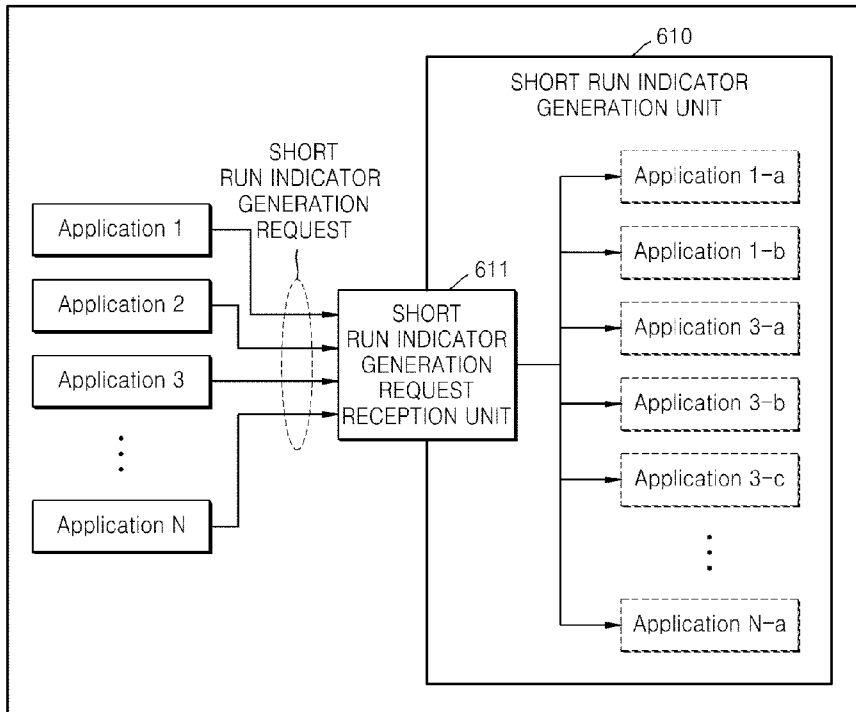 610
SHORT RUN INDICATOR
GENERATION UNIT
SHORT
RUN INDICATOR
GENERATION
REQUEST
Application 1
Application 2
Application 3
Application N
611
SHORT
RUN INDICATOR
GENERATION
REQUEST
RECEPTION UNIT
Application 1-a
Application 1-b
Application 3-a
Application 3-b
Application 3-c
Application N-a